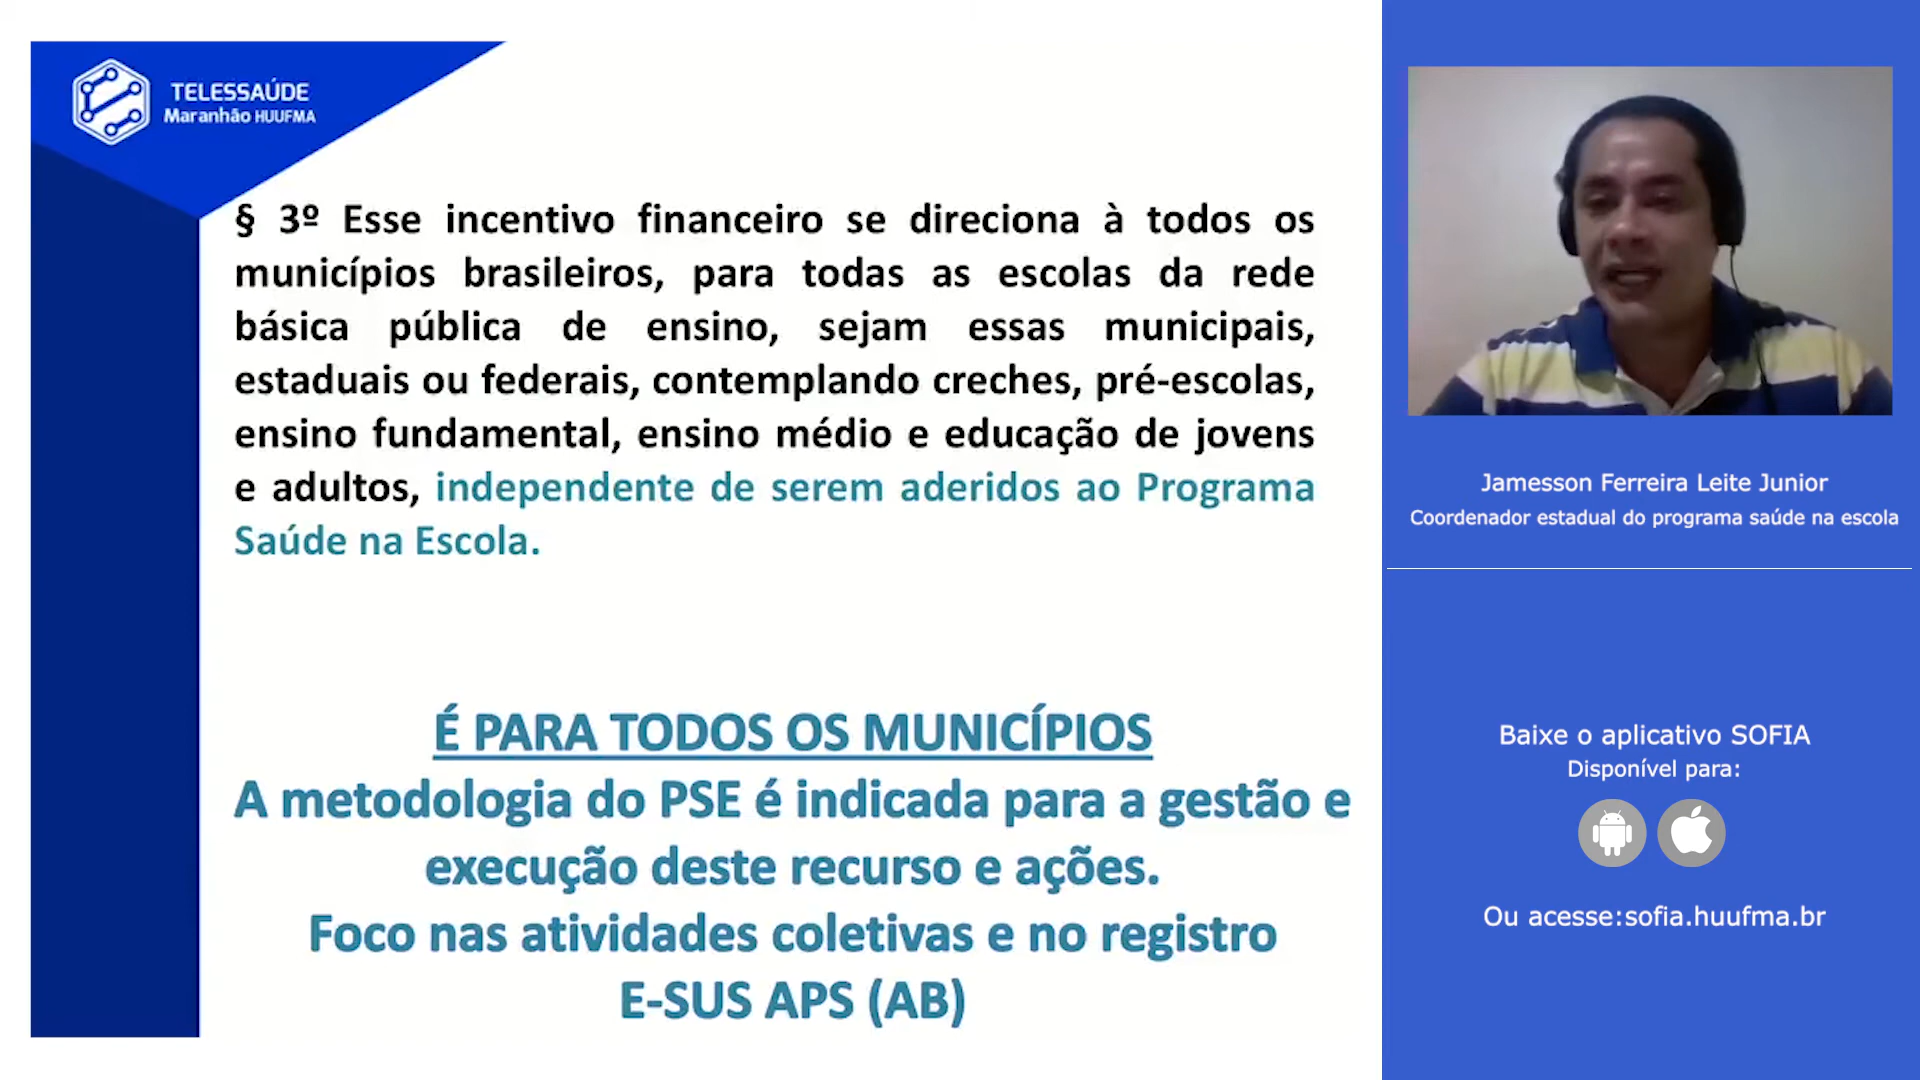 TELESSAÚDE
Maranhão HUUFMA
§ 3º Esse incentivo financeiro se direciona à todos os
municípios brasileiros, para todas as escolas da rede
básica pública de ensino, sejam essas municipais,
estaduais ou federais, contemplando creches, pré-escolas,
ensino fundamental, ensino médio e educação de jovens
e adultos, independente de serem aderidos ao Programa
Saúde na Escola.
É PARA TODOS OS MUNICÍPIOS
A metodologia do PSE é indicada para a gestão e
execução deste recurso e ações.
Foco nas atividades coletivas e no registro
E-SUS APS (AB)
Jamesson Ferreira Leite Junior
Coordenador estadual do programa saúde na escola
Baixe o aplicativo SOFIA
Disponível para:
Ou acesse:sofia.huufma.br